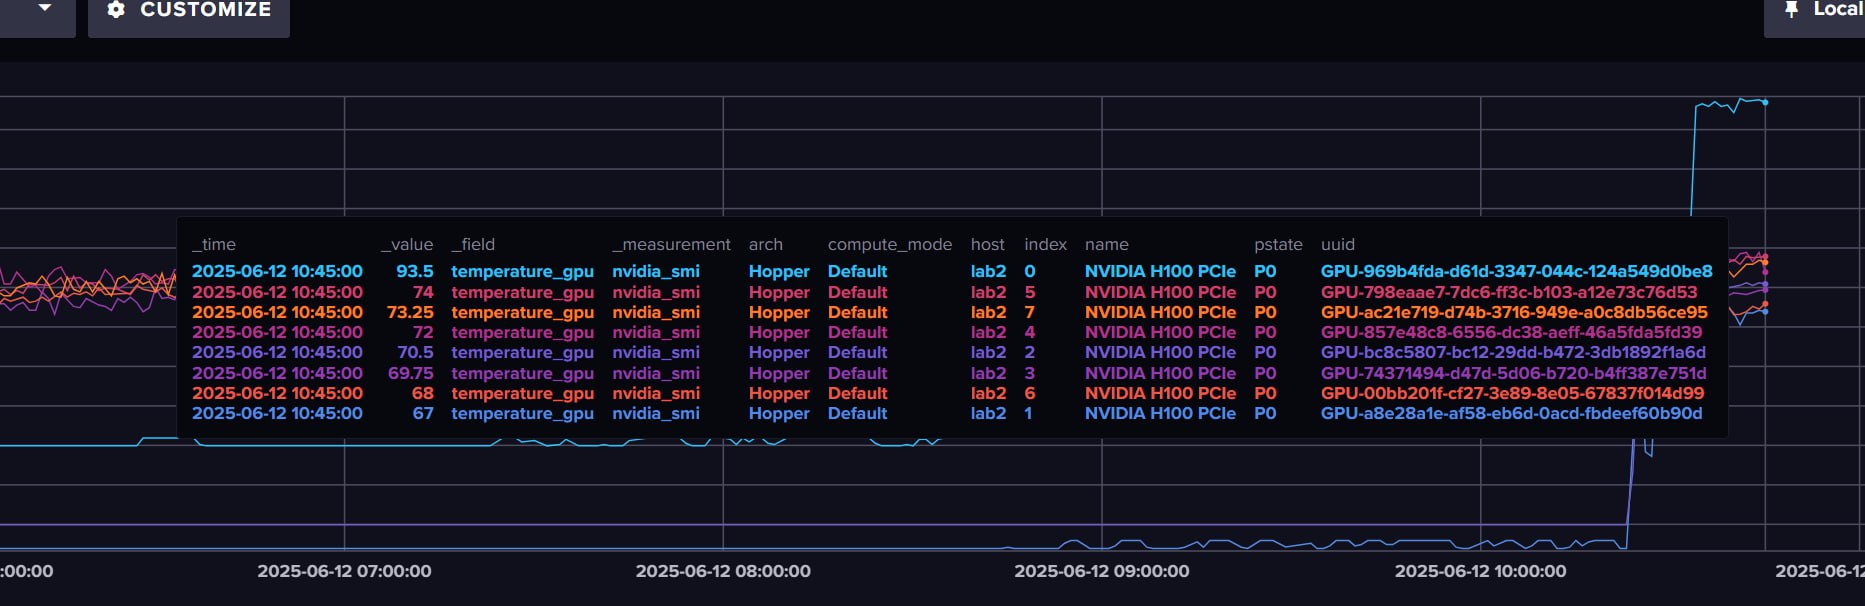 CUSTOMIZE
Local
_time _value _field _measurement arch compute_mode host index name pstate uuid
2025-06-12 10:45:00 93.5 temperature_gpu nvidia_smi Hopper Default lab2 0 NVIDIA H100 PCIe P0 GPU-969b4fda-d61d-3347-044c-124a549d0be8
2025-06-12 10:45:00 74 temperature_gpu nvidia_smi Hopper Default lab2 5 NVIDIA H100 PCIe P0 GPU-798eaae7-7dc6-ff3c-b103-a12e73c76d53
2025-06-12 10:45:00 73.25 temperature_gpu nvidia_smi Hopper Default lab2 7 NVIDIA H100 PCIe P0 GPU-ac21e719-d74b-3716-949e-a0c8db56ce95
2025-06-12 10:45:00 72 temperature_gpu nvidia_smi Hopper Default lab2 4 NVIDIA H100 PCIe P0 GPU-857e48c8-6556-dc38-aeff-46a5fda5fd39
2025-06-12 10:45:00 70.5 temperature_gpu nvidia_smi Hopper Default lab2 2 NVIDIA H100 PCIe P0 GPU-bc8c5807-bc12-29dd-b472-3db1892f1a6d
2025-06-12 10:45:00 69.75 temperature_gpu nvidia_smi Hopper Default lab2 3 NVIDIA H100 PCIe P0 GPU-74371494-d47d-5d06-b720-b4ff387e751d
2025-06-12 10:45:00 68 temperature_gpu nvidia_smi Hopper Default lab2 6 NVIDIA H100 PCIe P0 GPU-00bb201f-cf27-3e89-8e05-67837f014d99
2025-06-12 10:45:00 67 temperature_gpu nvidia_smi Hopper Default lab2 1 NVIDIA H100 PCIe P0 GPU-a8e28a1e-af58-eb6d-0acd-fbdeef60b90d
:00:00 2025-06-12 07:00:00 2025-06-12 08:00:00 2025-06-12 09:00:00 2025-06-12 10:00:00 2025-06-12